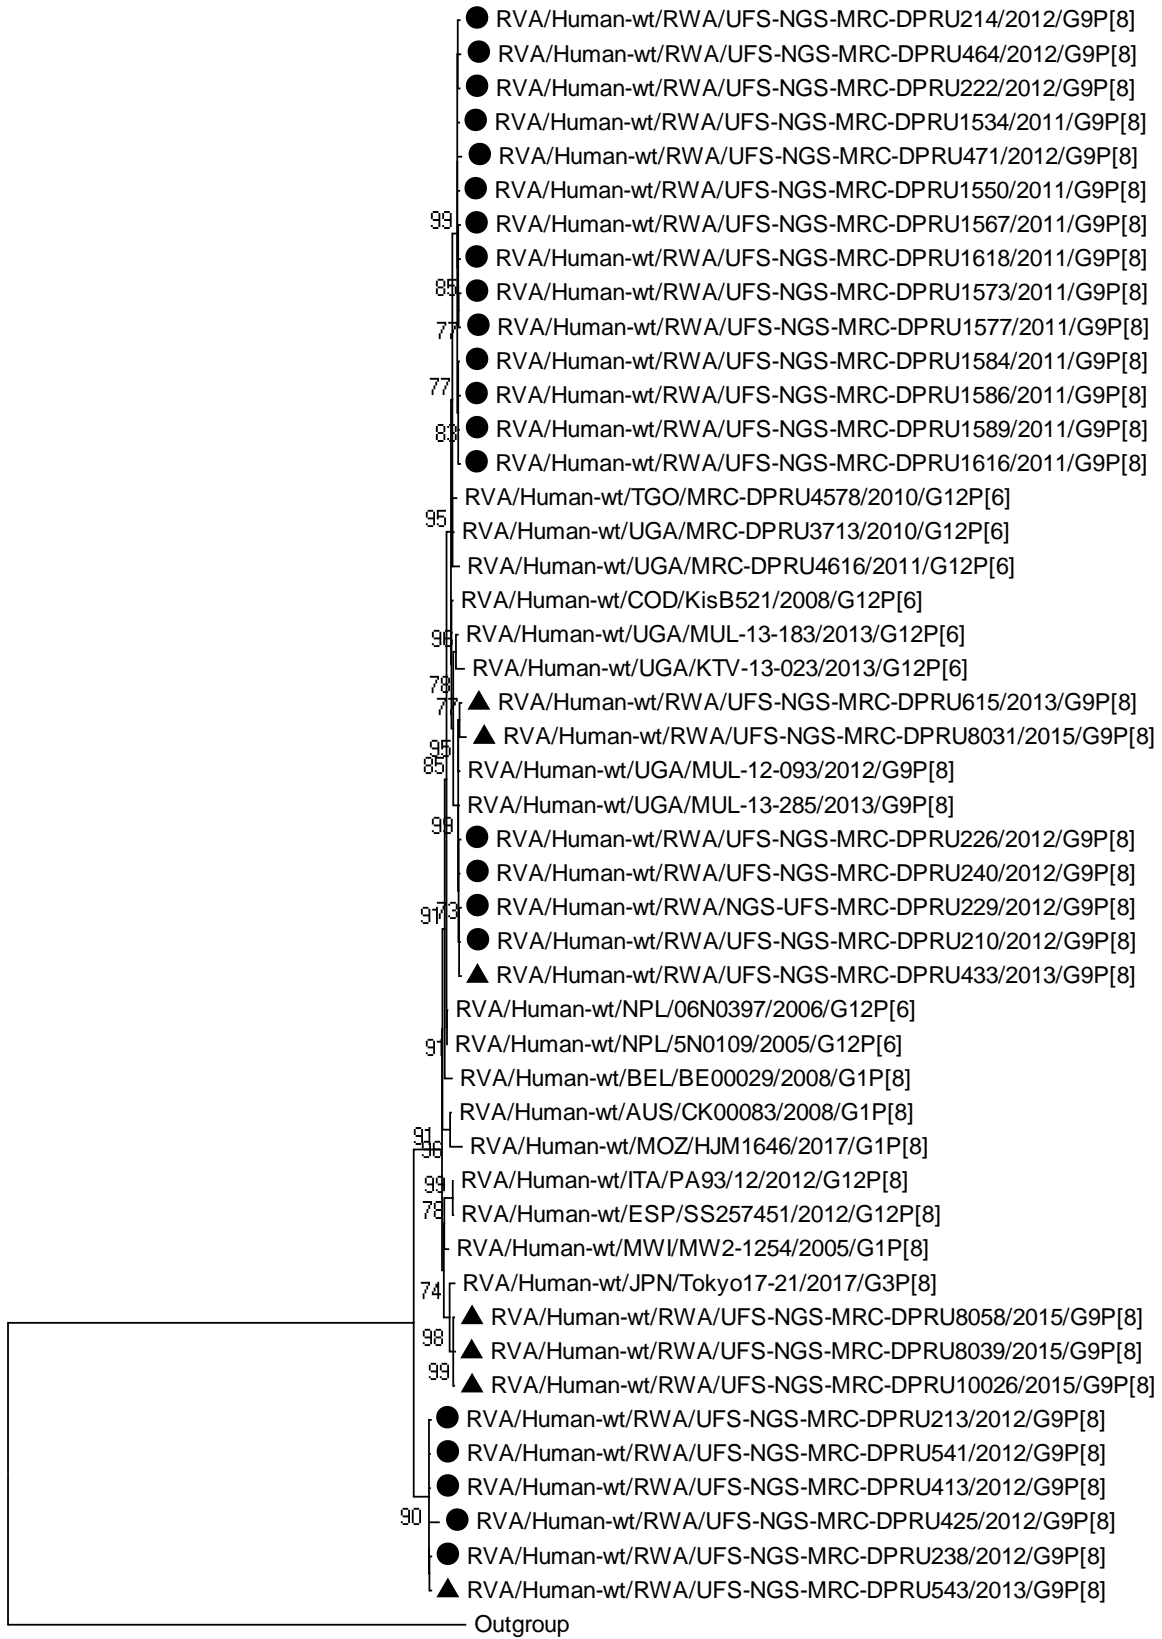 RVA/Human-wt/RWA/UFS-NGS-MRC-DPRU214/2012/G9P[8]
RVA/Human-wt/RWA/UFS-NGS-MRC-DPRU464/2012/G9P[8]
RVA/Human-wt/RWA/UFS-NGS-MRC-DPRU222/2012/G9P[8]
RVA/Human-wt/RWA/UFS-NGS-MRC-DPRU1534/2011/G9P[8]
RVA/Human-wt/RWA/UFS-NGS-MRC-DPRU471/2012/G9P[8]
RVA/Human-wt/RWA/UFS-NGS-MRC-DPRU1550/2011/G9P[8]
99 RVA/Human-wt/RWA/UFS-NGS-MRC-DPRU1567/2011/G9P[8]
RVA/Human-wt/RWA/UFS-NGS-MRC-DPRU1618/2011/G9P[8]
85 RVA/Human-wt/RWA/UFS-NGS-MRC-DPRU1573/2011/G9P[8]
77 RVA/Human-wt/RWA/UFS-NGS-MRC-DPRU1577/2011/G9P[8]
RVA/Human-wt/RWA/UFS-NGS-MRC-DPRU1584/2011/G9P[8]
77 RVA/Human-wt/RWA/UFS-NGS-MRC-DPRU1586/2011/G9P[8]
83 RVA/Human-wt/RWA/UFS-NGS-MRC-DPRU1589/2011/G9P[8]
RVA/Human-wt/RWA/UFS-NGS-MRC-DPRU1616/2011/G9P[8]
RVA/Human-wt/TGO/MRC-DPRU4578/2010/G12P[6]
95 RVA/Human-wt/UGA/MRC-DPRU3713/2010/G12P[6]
RVA/Human-wt/UGA/MRC-DPRU4616/2011/G12P[6]
RVA/Human-wt/COD/KisB521/2008/G12P[6]
RVA/Human-wt/UGA/MUL-13-183/2013/G12P[6]
RVA/Human-wt/UGA/KTV-13-023/2013/G12P[6]
78
77 RVA/Human-wt/RWA/UFS-NGS-MRC-DPRU615/2013/G9P[8]
RVA/Human-wt/RWA/UFS-NGS-MRC-DPRU8031/2015/G9P[8]
95
85 RVA/Human-wt/UGA/MUL-12-093/2012/G9P[8]
RVA/Human-wt/UGA/MUL-13-285/2013/G9P[8]
99 RVA/Human-wt/RWA/UFS-NGS-MRC-DPRU226/2012/G9P[8]
RVA/Human-wt/RWA/UFS-NGS-MRC-DPRU240/2012/G9P[8]
91 73 RVA/Human-wt/RWA/NGS-UFS-MRC-DPRU229/2012/G9P[8]
RVA/Human-wt/RWA/UFS-NGS-MRC-DPRU210/2012/G9P[8]
RVA/Human-wt/RWA/UFS-NGS-MRC-DPRU433/2013/G9P[8]
RVA/Human-wt/NPL/06N0397/2006/G12P[6]
91 RVA/Human-wt/NPL/5N0109/2005/G12P[6]
RVA/Human-wt/BEL/BE00029/2008/G1P[8]
RVA/Human-wt/AUS/CK00083/2008/G1P[8]
91
96 RVA/Human-wt/MOZ/HJM1646/2017/G1P[8]
99 RVA/Human-wt/ITA/PA93/12/2012/G12P[8]
78 RVA/Human-wt/ESP/SS257451/2012/G12P[8]
RVA/Human-wt/MWI/MW2-1254/2005/G1P[8]
74 RVA/Human-wt/JPN/Tokyo17-21/2017/G3P[8]
RVA/Human-wt/RWA/UFS-NGS-MRC-DPRU8058/2015/G9P[8]
98 RVA/Human-wt/RWA/UFS-NGS-MRC-DPRU8039/2015/G9P[8]
99 RVA/Human-wt/RWA/UFS-NGS-MRC-DPRU10026/2015/G9P[8]
RVA/Human-wt/RWA/UFS-NGS-MRC-DPRU213/2012/G9P[8]
RVA/Human-wt/RWA/UFS-NGS-MRC-DPRU541/2012/G9P[8]
RVA/Human-wt/RWA/UFS-NGS-MRC-DPRU413/2012/G9P[8]
90 RVA/Human-wt/RWA/UFS-NGS-MRC-DPRU425/2012/G9P[8]
RVA/Human-wt/RWA/UFS-NGS-MRC-DPRU238/2012/G9P[8]
RVA/Human-wt/RWA/UFS-NGS-MRC-DPRU543/2013/G9P[8]
Outgroup